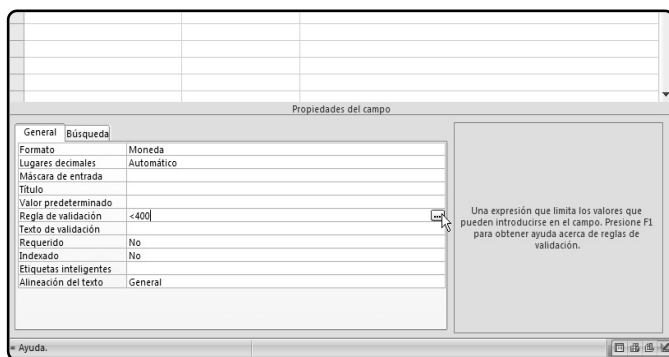 Propiedades del campo
General Búsqueda
Formato Moneda
Lugares decimales Automático
Máscara de entrada
Título
Valor predeterminado
Regla de validación <400
Texto de validación
Requerido No
Indexado No
Etiquetas inteligentes
Alineación del texto General
Una expresión que limita los valores que
pueden introducirse en el campo. Presione F1
para obtener ayuda acerca de reglas de
validación.
= Ayuda.